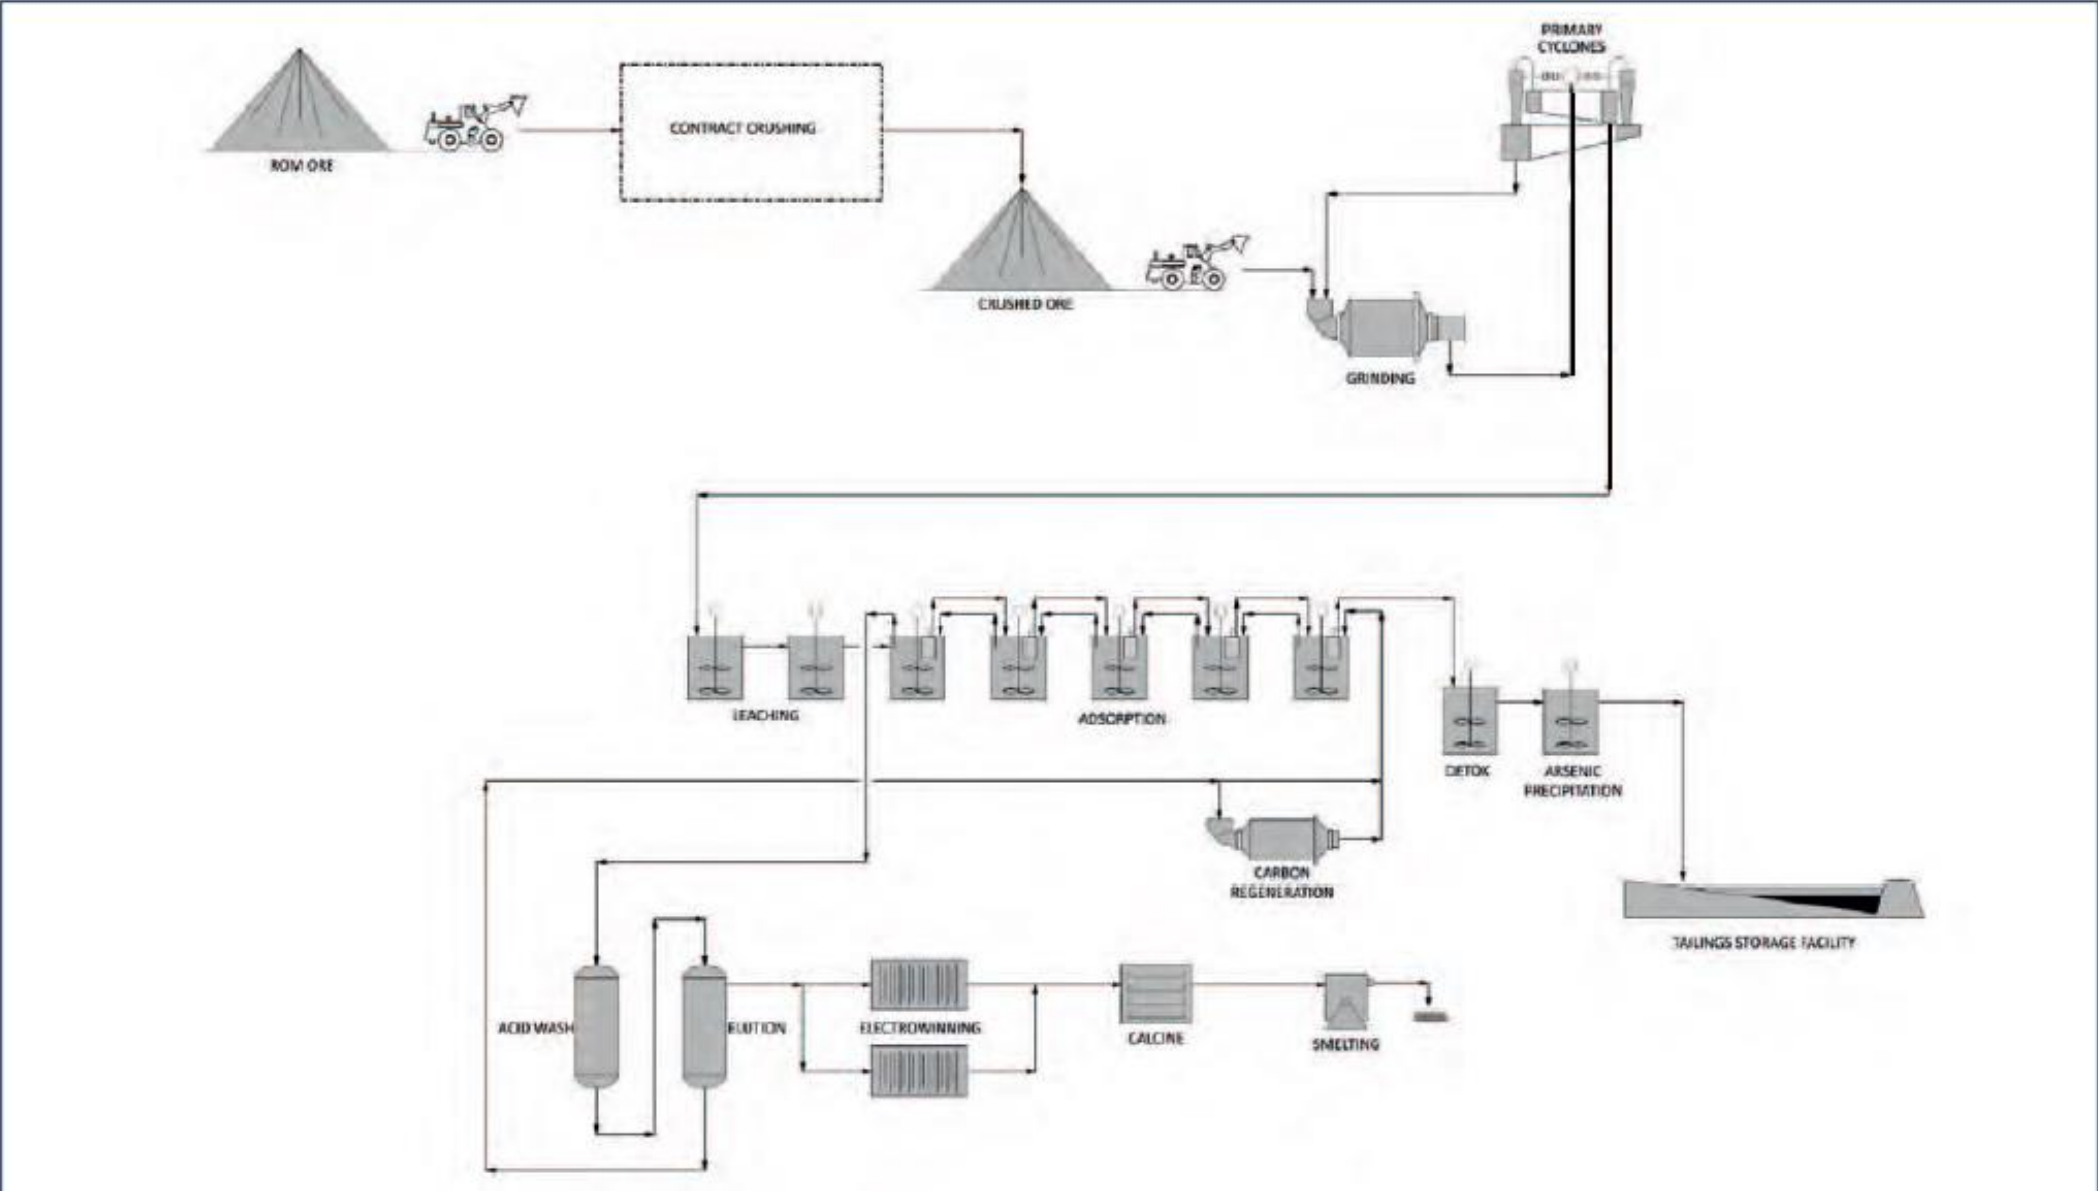 PRIMARY
CYCLONES
ROM ORE
CONTRACT CRUSHING
CRUSHED ORE
GRINDING
LEACHING
ADSORPTION
DETOX
ARSENIC
PRECIPITATION
CARBON
REGENERATION
TAILINGS STORAGE FACILITY
ACID WASH
ELUTION
ELECTROWINNING
CALCINE
SMELTING